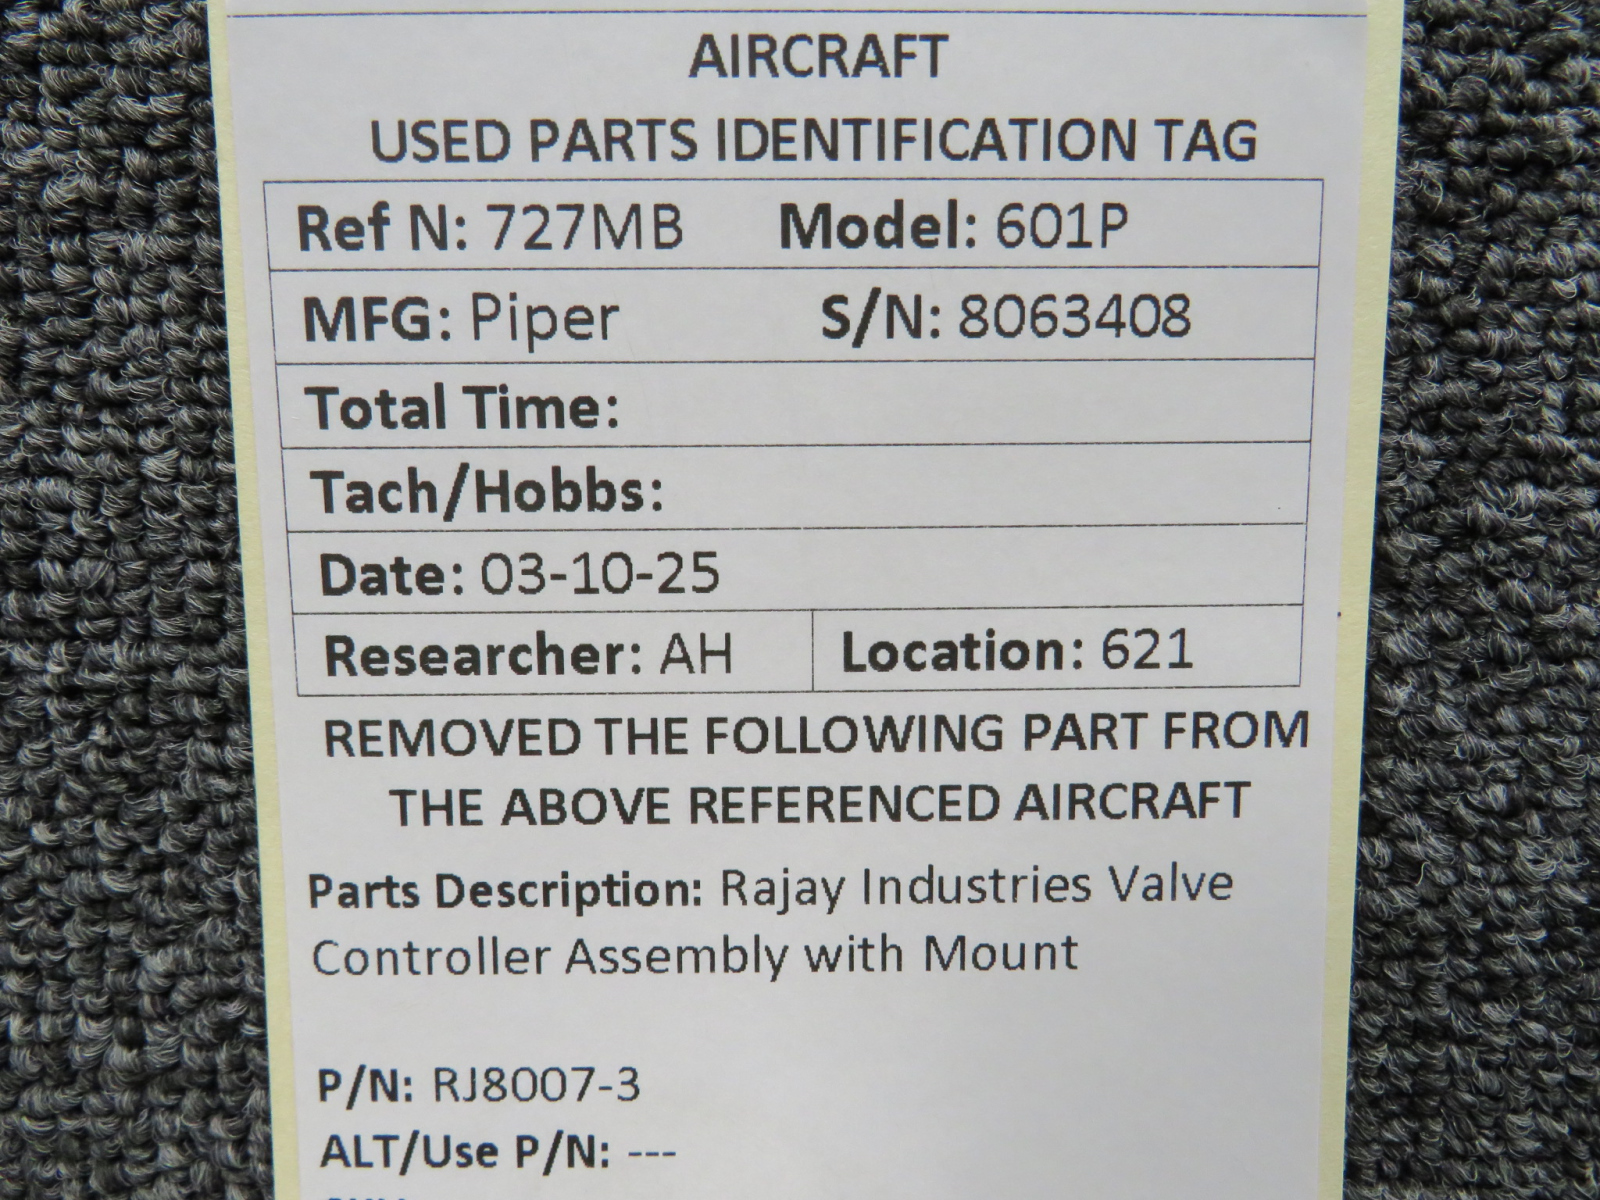 AIRCRAFT
USED PARTS IDENTIFICATION TAG
Ref N: 727MB Model: 601P
MFG: Piper S/N: 8063408
Total Time:
Tach/Hobbs:
Date: 03-10-25
Researcher: AH Location: 621
REMOVED THE FOLLOWING PART FROM
THE ABOVE REFERENCED AIRCRAFT
Parts Description: Rajay Industries Valve
Controller Assembly with Mount
P/N: RJ8007-3
ALT/Use P/N: ---